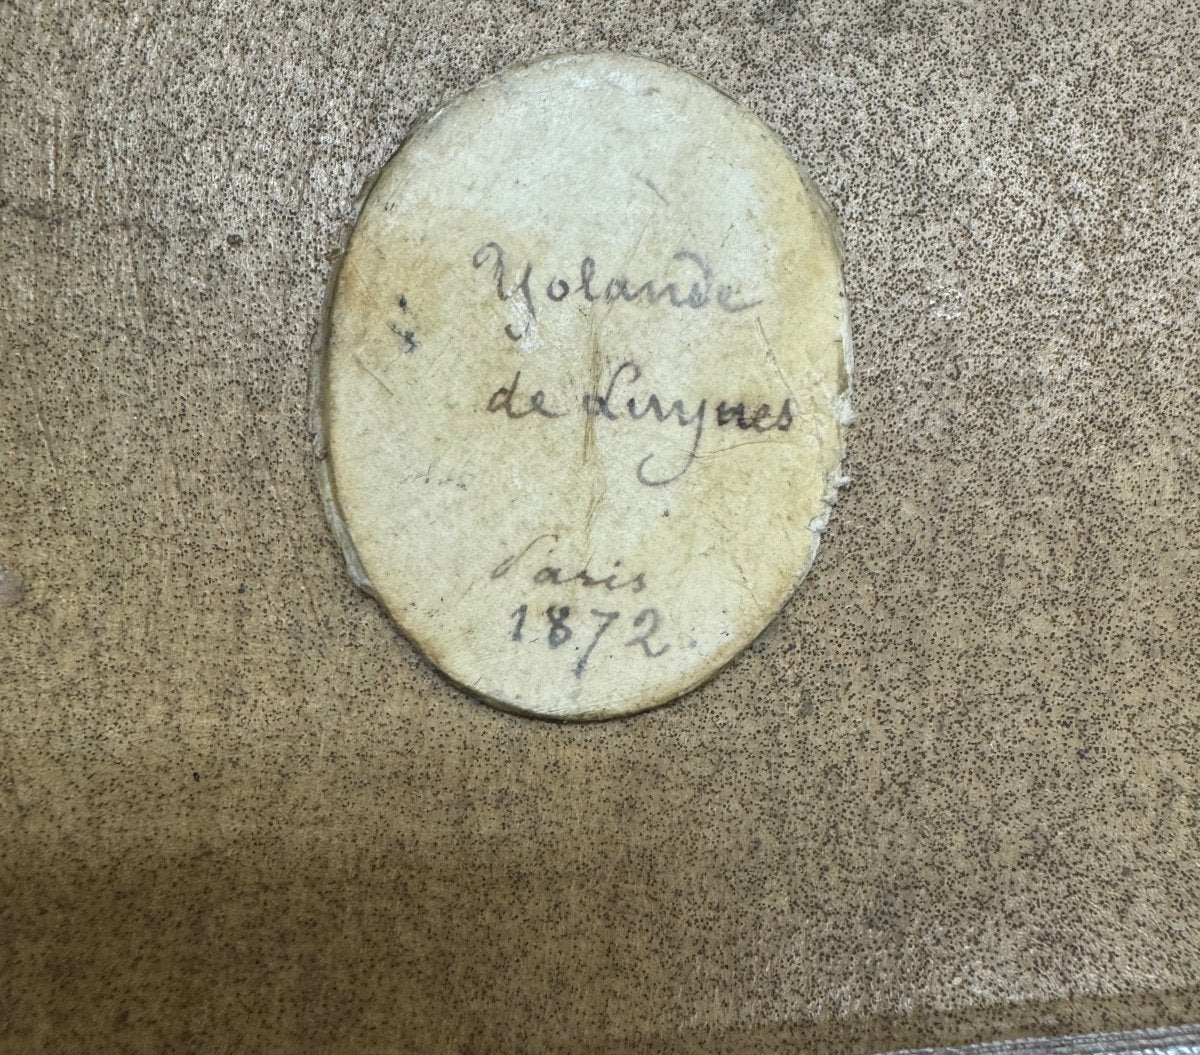 Yolande
de Luynes
Paris
1872.